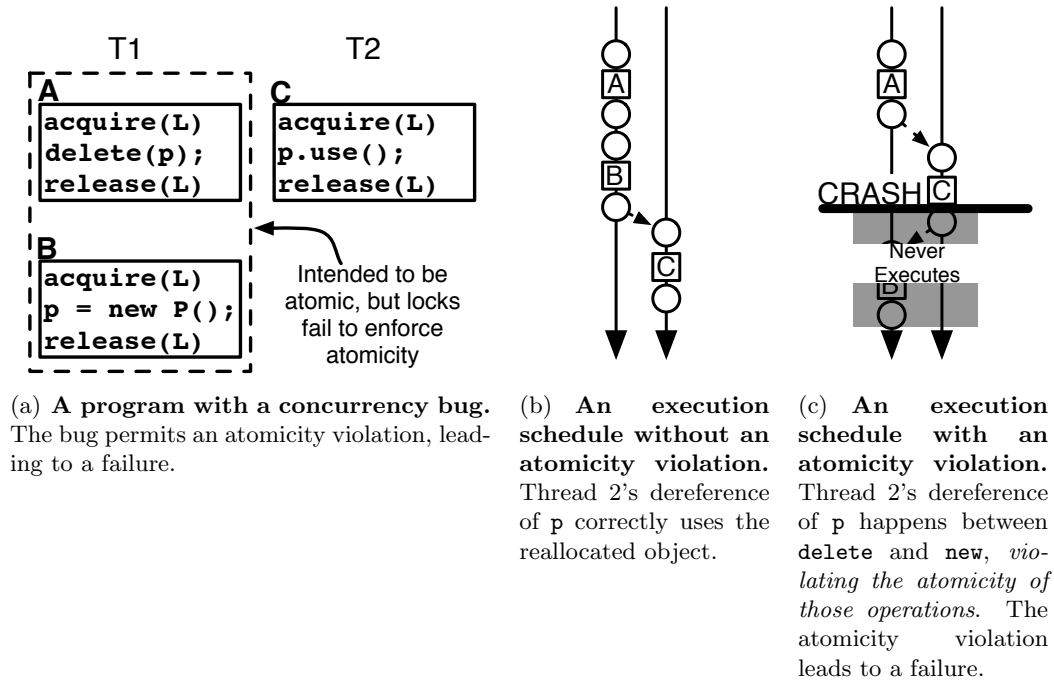 T1
T2
A
acquire(L)
delete(p);
release(L)
C
acquire(L)
p.use();
release(L)
B
acquire(L)
p = new P();
release(L)
Intended to be
atomic, but locks
fail to enforce
atomicity
A
B
C
A
C
CRASH
Never
Executes
B
(a) A program with a concurrency bug.
The bug permits an atomicity violation, lead-
ing to a failure.
(b) An execution
schedule without an
atomicity violation.
Thread 2's dereference
of p correctly uses the
reallocated object.
(c) An execution
schedule with an
atomicity violation.
Thread 2's dereference
of p happens between
delete and new, vio-
lating the atomicity of
those operations. The
atomicity violation
leads to a failure.